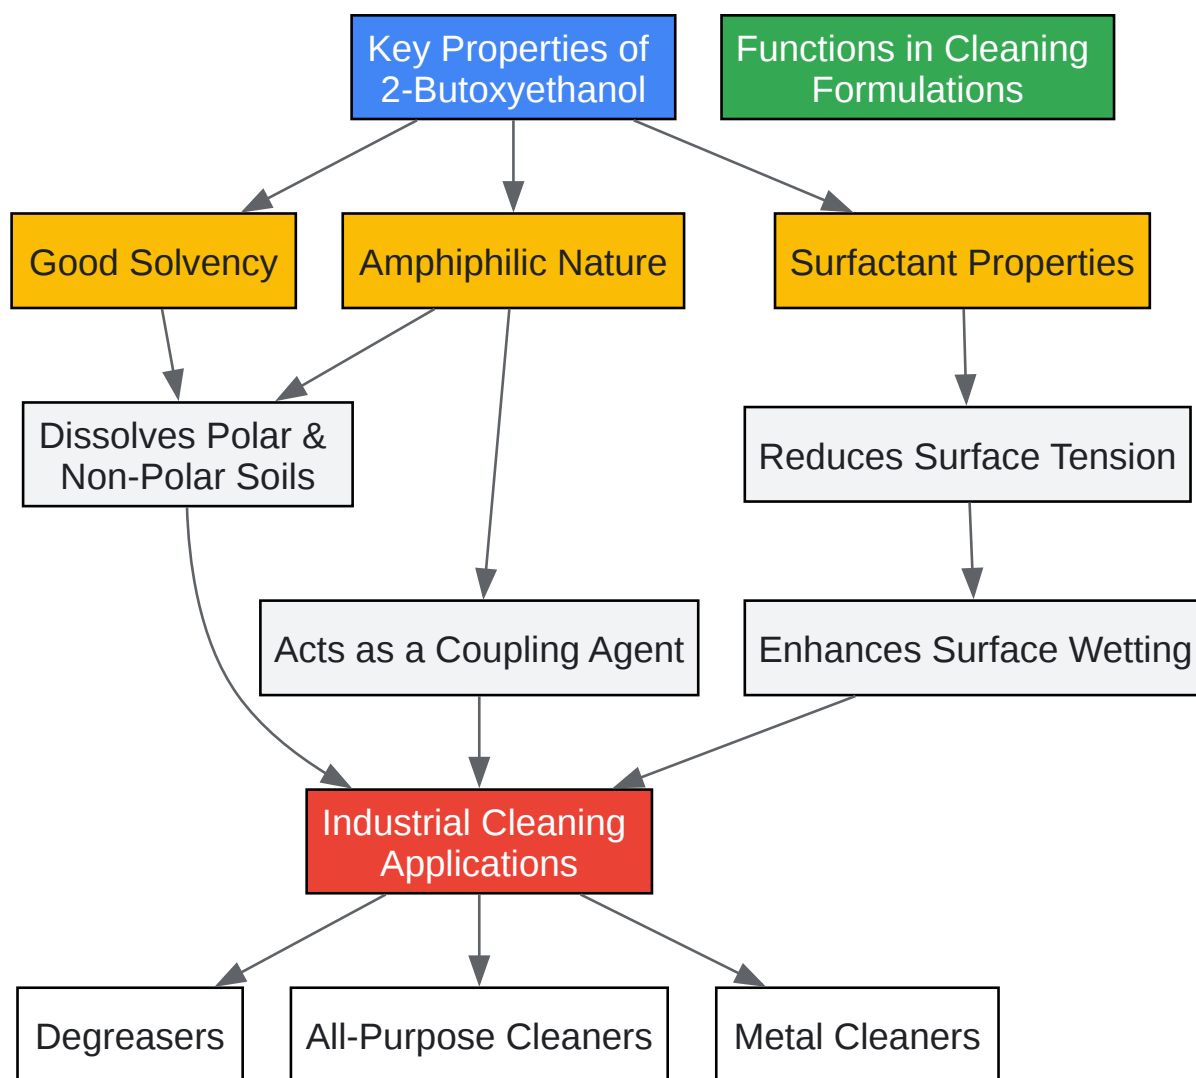 Key Properties of
2-Butoxyethanol
Functions in Cleaning
Formulations
Good Solvency
Amphiphilic Nature
Surfactant Properties
Dissolves Polar &
Non-Polar Soils
Reduces Surface Tension
Acts as a Coupling Agent
Enhances Surface Wetting
Industrial Cleaning
Applications
Degreasers
All-Purpose Cleaners
Metal Cleaners